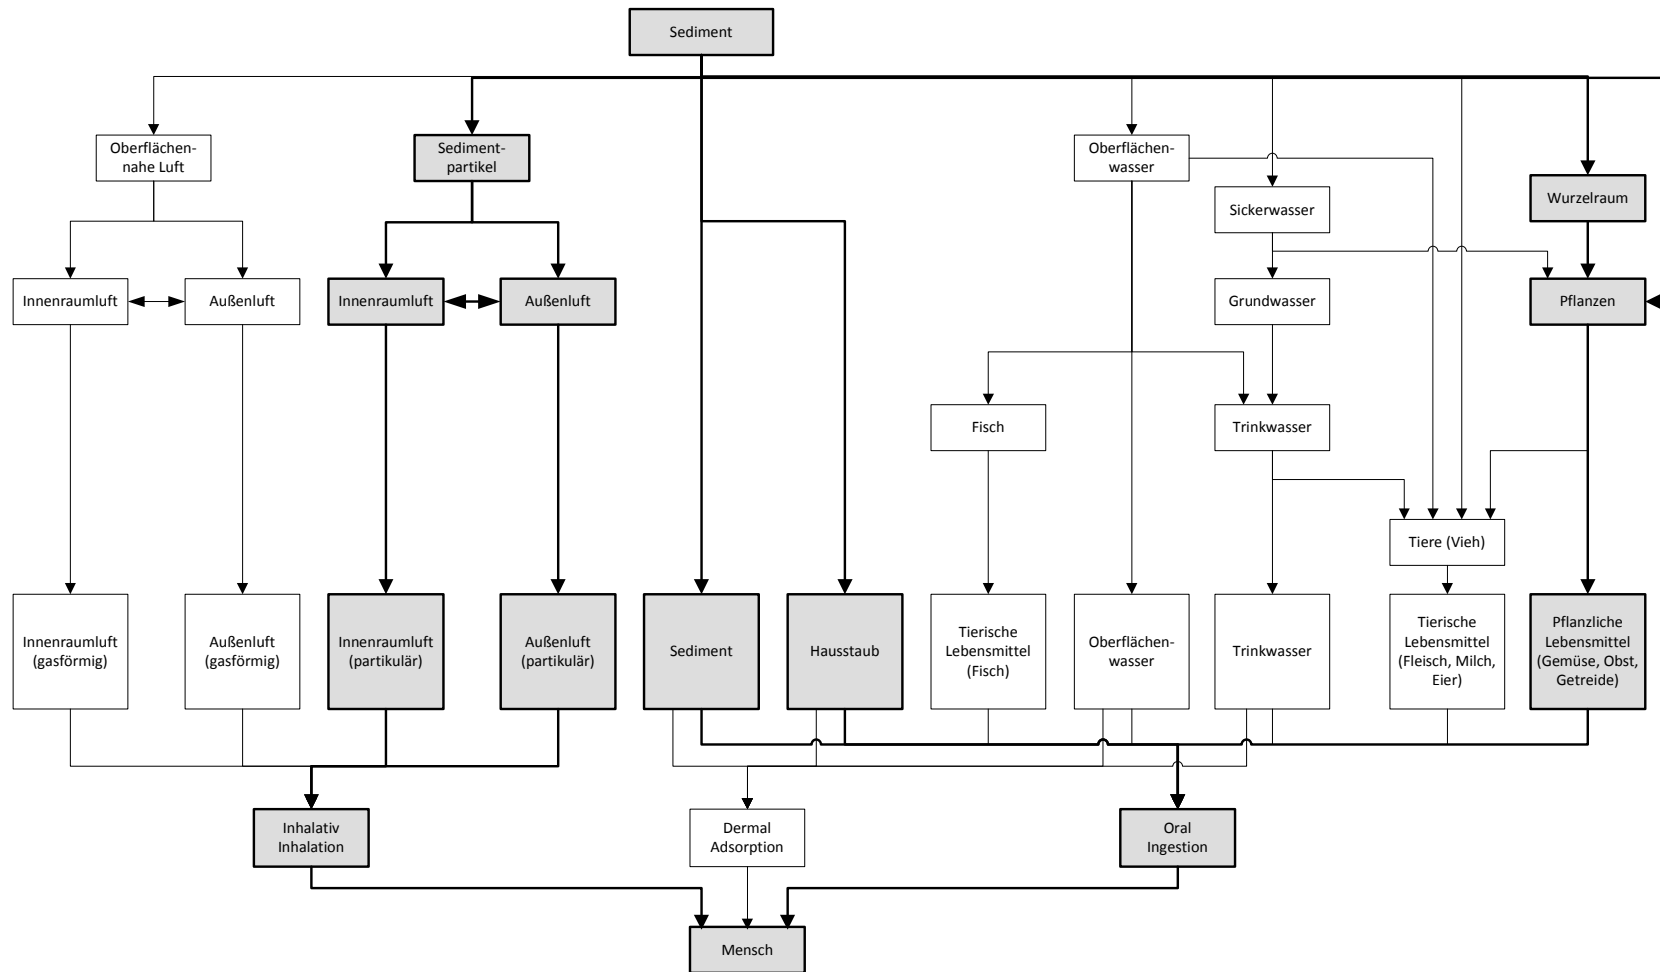 Sediment
Oberflächen-
nahe Luft
Sediment-
partikel
Oberflächen-
wasser
Sickerwasser
Wurzelraum
Innenraumluft
Außenluft
Innenraumluft
Außenluft
Grundwasser
Pflanzen
Fisch
Trinkwasser
Tiere (Vieh)
Innenraumluft
(gasförmig)
Außenluft
(gasförmig)
Innenraumluft
(partikulär)
Außenluft
(partikulär)
Sediment
Hausstaub
Tierische
Lebensmittel
(Fisch)
Oberflächen-
wasser
Trinkwasser
Tierische
Lebensmittel
(Fleisch, Milch,
Eier)
Pflanzliche
Lebensmittel
(Gemüse, Obst,
Getreide)
Inhalativ
Inhalation
Dermal
Adsorption
Oral
Ingestion
Mensch